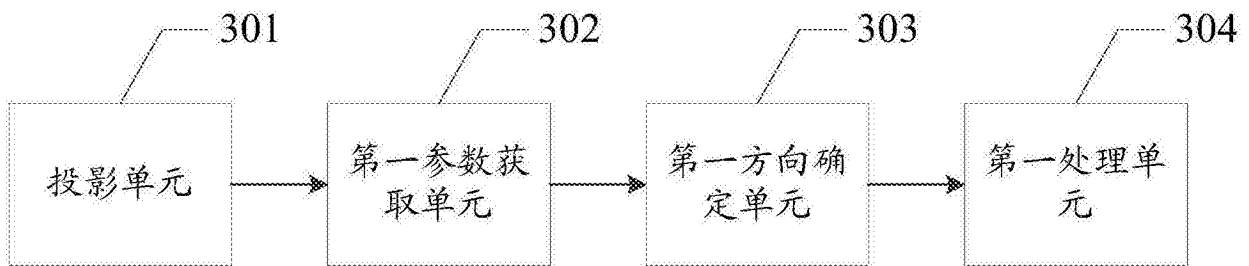 301
302
303
304
投影单元
第一参数获
取单元
第一方向确
定单元
第一处理单
元